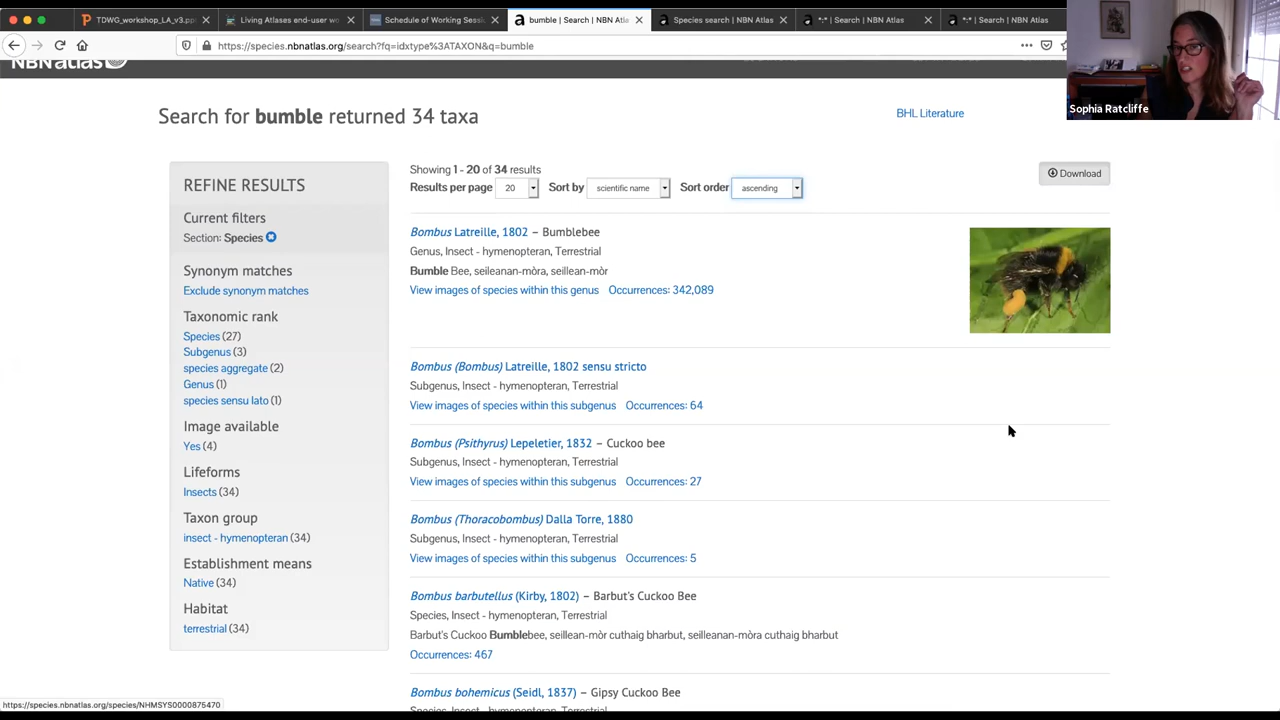 TDWG_workshop_LA_v3.ppt
Living Atlases end-user wo
Schedule of Working Sessi
bumble | Search | NBN Atla
Species search | NBN Atlas
*:* | Search | NBN Atlas
*:* | Search | NBN Atlas
https://species.nbnatlas.org/search?fq=idxtype%3ATAXON&q=bumble
NBN atlas
Sophia Ratcliffe
Search for bumble returned 34 taxa
BHL Literature
REFINE RESULTS
Current filters
Section: Species
Synonym matches
Exclude synonym matches
Taxonomic rank
Species (27)
Subgenus (3)
species aggregate (2)
Genus (1)
species sensu lato (1)
Image available
Yes (4)
Lifeforms
Insects (34)
Taxon group
insect - hymenopteran (34)
Establishment means
Native (34)
Habitat
terrestrial (34)
Showing 1 - 20 of 34 results
Results per page 20 Sort by scientific name Sort order ascending
Download
Bombus Latreille, 1802 – Bumblebee
Genus, Insect - hymenopteran, Terrestrial
Bumble Bee, seileanan-mòra, seillean-mòr
View images of species within this genus Occurrences: 342,089
Bombus (Bombus) Latreille, 1802 sensu stricto
Subgenus, Insect - hymenopteran, Terrestrial
View images of species within this subgenus Occurrences: 64
Bombus (Psithyrus) Lepeletier, 1832 – Cuckoo bee
Subgenus, Insect - hymenopteran, Terrestrial
View images of species within this subgenus Occurrences: 27
Bombus (Thoracobombus) Dalla Torre, 1880
Subgenus, Insect - hymenopteran, Terrestrial
View images of species within this subgenus Occurrences: 5
Bombus barbutellus (Kirby, 1802) – Barbut's Cuckoo Bee
Species, Insect - hymenopteran, Terrestrial
Barbut's Cuckoo Bumblebee, seillean-mòr cuthaig bharbut, seilleanan-mòra cuthaig bharbut
Occurrences: 467
Bombus bohemicus (Seidl, 1837) – Gipsy Cuckoo Bee
Species, Insect - hymenopteran, Terrestrial
https://species.nbnatlas.org/species/NHMSYS0000875470